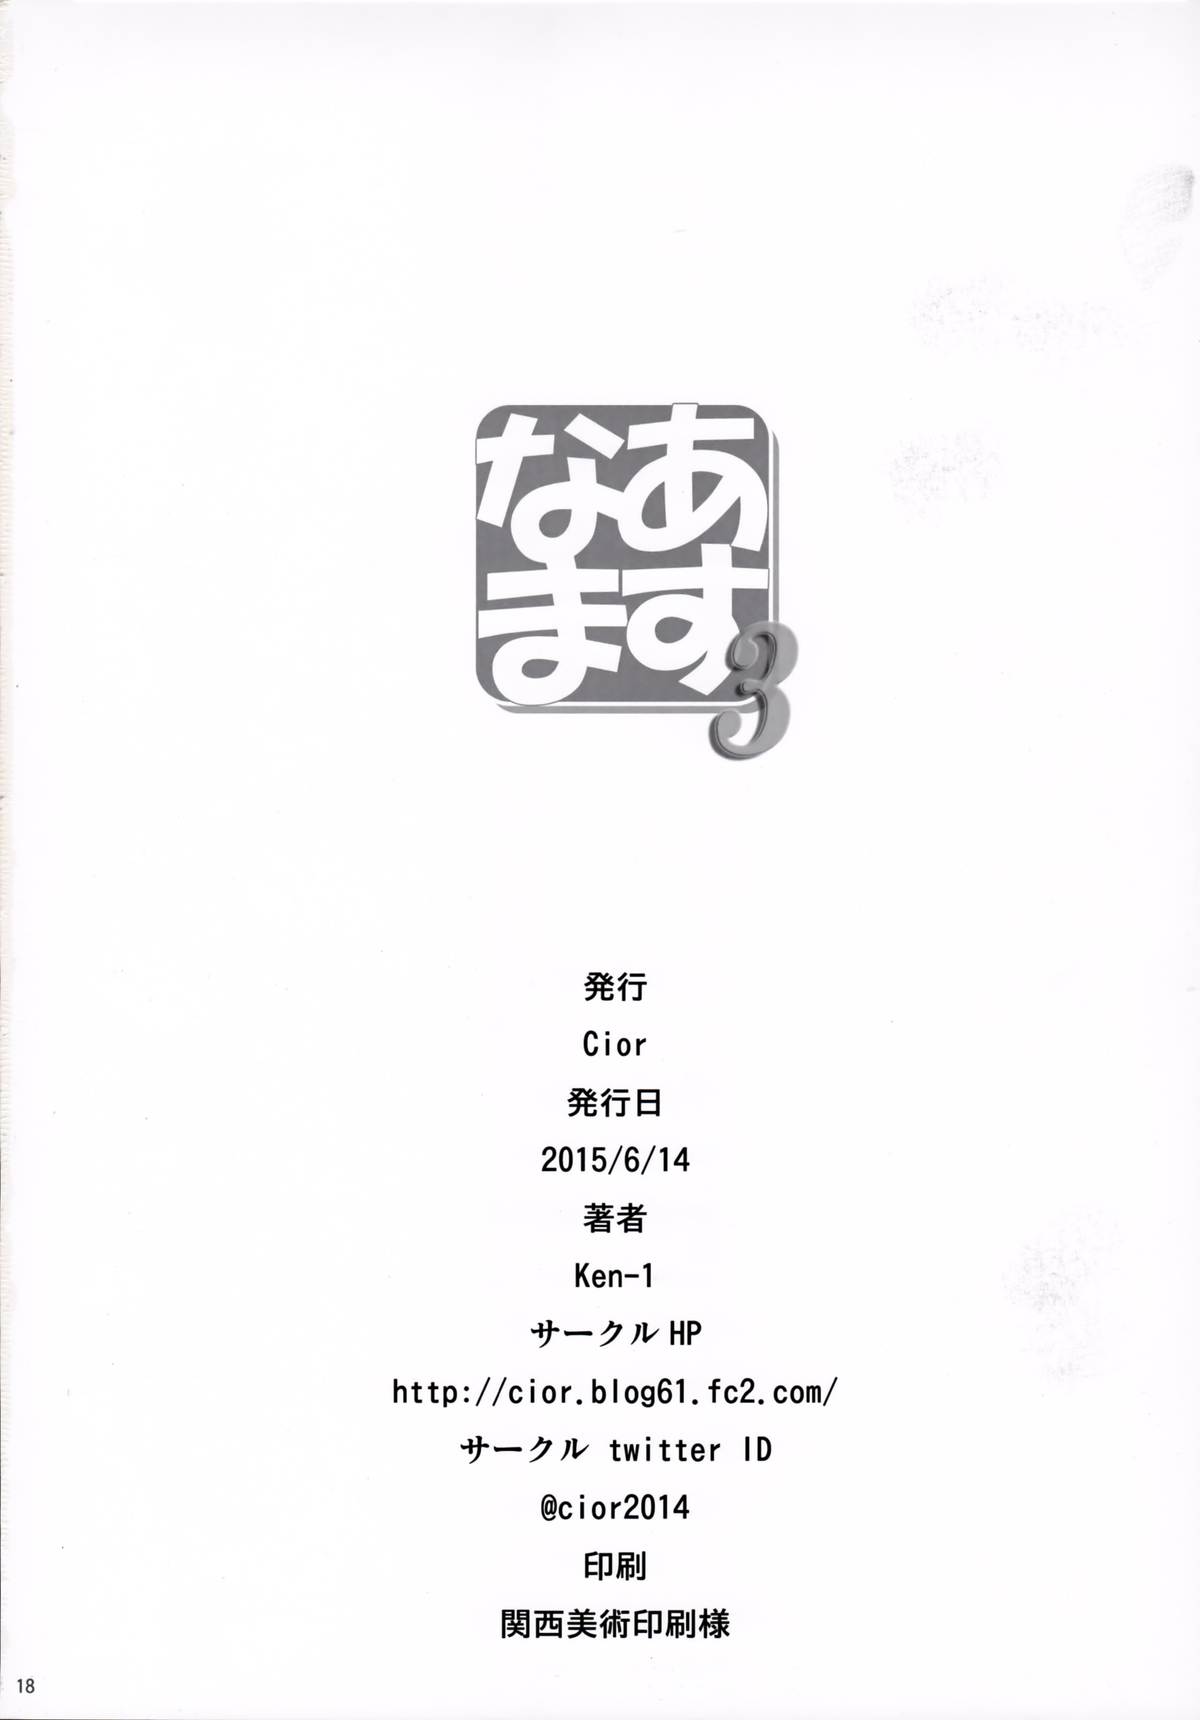 あす
なま
3
発行
Cior
発行日
2015/6/14
著者
Ken-1
サークル HP
http://cior.blog61.fc2.com/
サークル twitter ID
@cior2014
印刷
関西美術印刷様
18